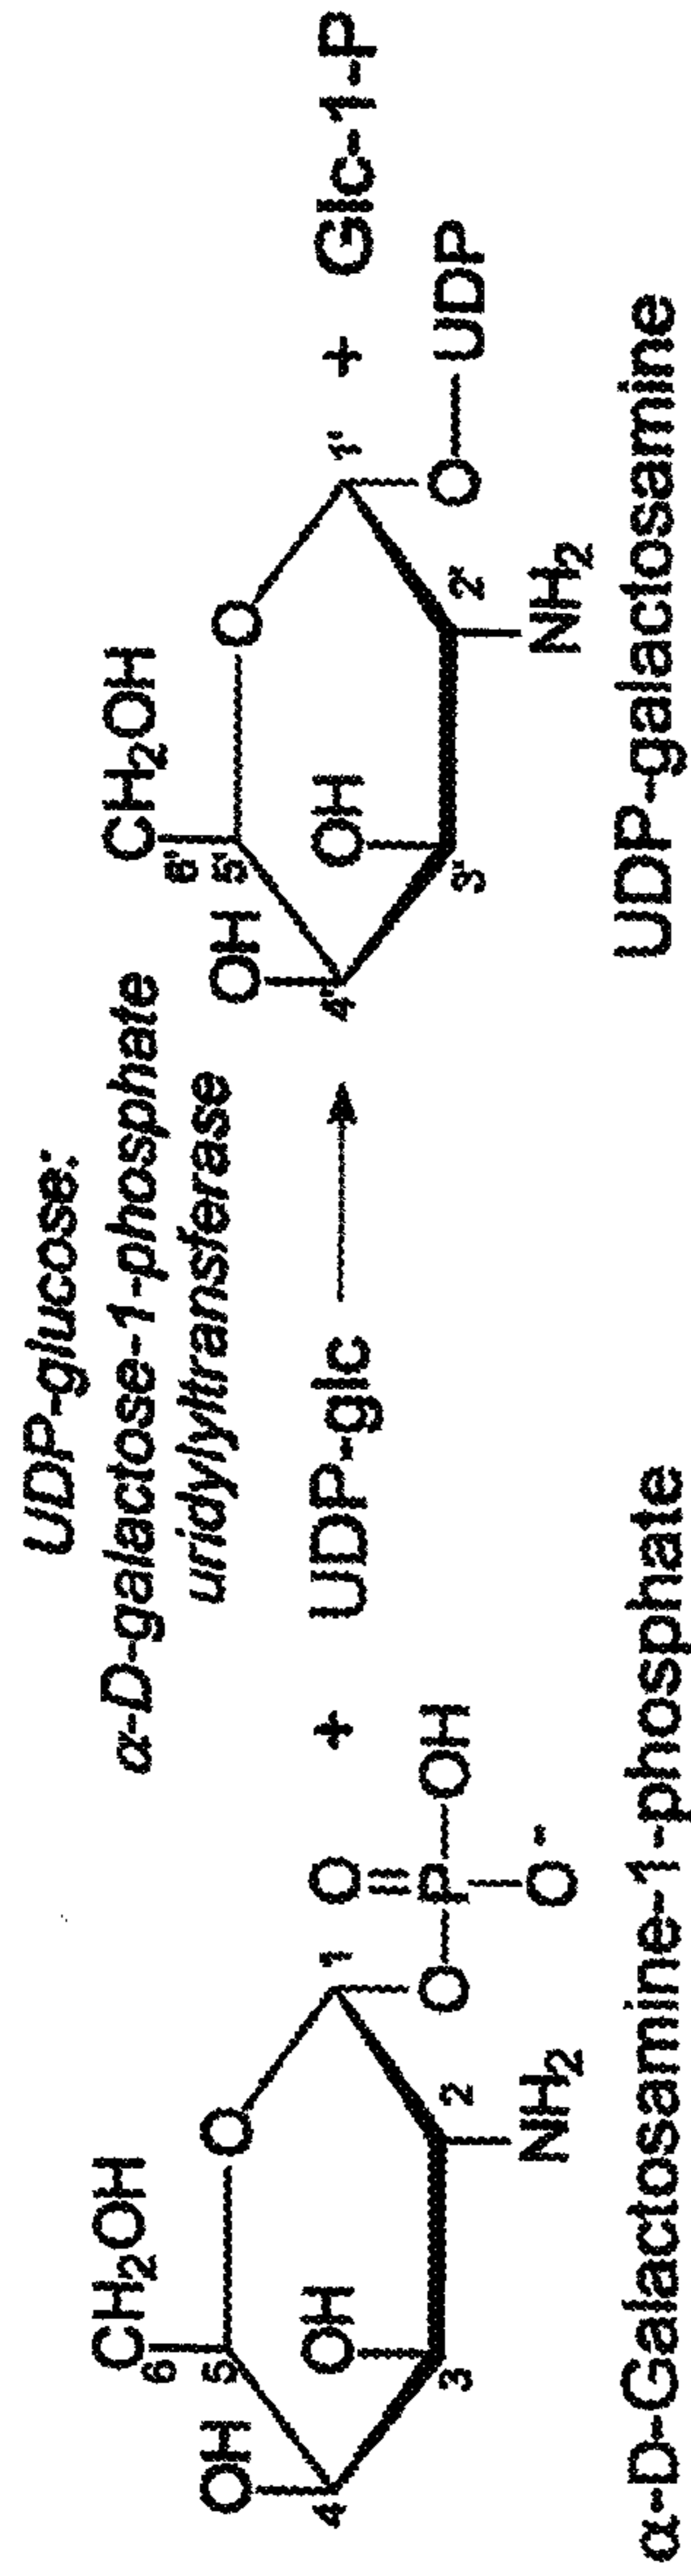 UDP-glucose:
α-D-galactose-1-phosphate
uridylyltransferase
CH₂OH
6
5
OH
4
OH
3
2
NH₂
1
O
O
O
P
OH
O⁻
+
UDP-glc
CH₂OH
6'
5'
OH
4'
OH
3'
2'
NH₂
1'
O
O
UDP
+
Glc-1-P
α-D-Galactosamine-1-phosphate
UDP-galactosamine